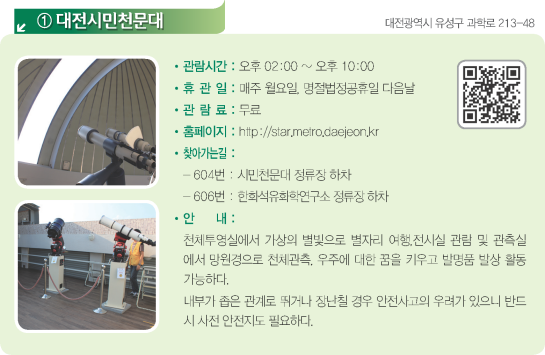 ① 대전시민천문대
대전광역시 유성구 과학로 213-48
• 관람시간 : 오후 02:00 ~ 오후 10:00
• 휴 관 일 : 매주 월요일, 명절법정공휴일 다음날
• 관 람 료 : 무료
• 홈페이지 : http://star.metro.daejeon.kr
• 찾아가는길 :
- 604번 : 시민천문대 정류장 하차
- 606번 : 한화석유화학연구소 정류장 하차
• 안 내 :
천체투영실에서 가상의 별빛으로 별자리 여행,전시실 관람 및 관측실
에서 망원경으로 천체관측, 우주에 대한 꿈을 키우고 발명품 발상 활동
가능하다.
내부가 좁은 관계로 뛰거나 장난칠 경우 안전사고의 우려가 있으니 반드
시 사전 안전지도 필요하다.